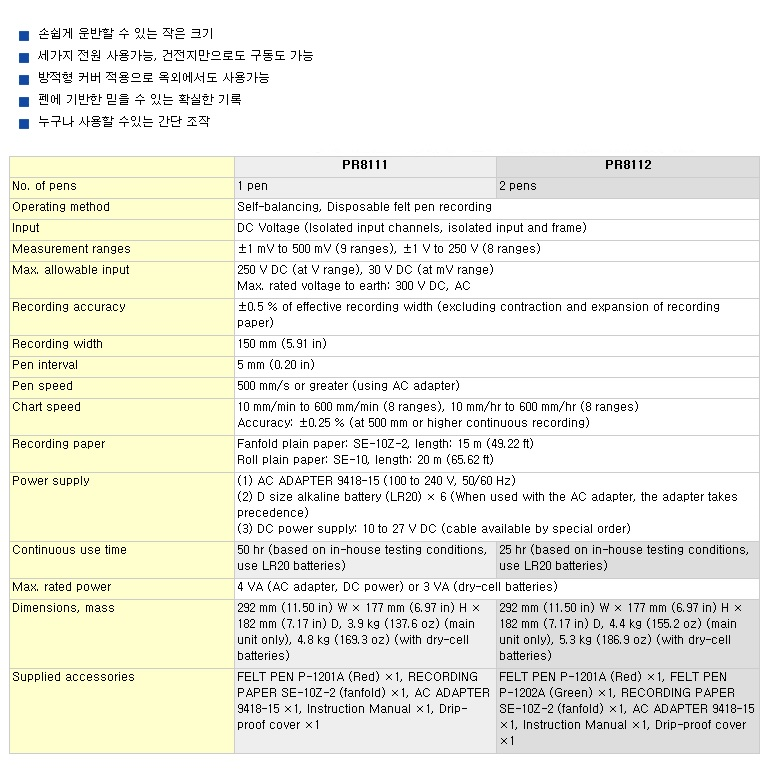 손쉽게 운반할 수 있는 작은 크기
세가지 전원 사용가능, 건전지만으로도 구동도 가능
방적형 커버 적용으로 옥외에서도 사용가능
펜에 기반한 믿을 수 있는 확실한 기록
누구나 사용할 수있는 간단 조작
PR8111 PR8112
No. of pens 1 pen 2 pens
Operating method Self-balancing, Disposable felt pen recording
Input DC Voltage (Isolated input channels, isolated input and frame)
Measurement ranges ±1 mV to 500 mV (9 ranges), ±1 V to 250 V (8 ranges)
Max. allowable input 250 V DC (at V range), 30 V DC (at mV range)
Max. rated voltage to earth: 300 V DC, AC
Recording accuracy ±0.5 % of effective recording width (excluding contraction and expansion of recording
paper)
Recording width 150 mm (5.91 in)
Pen interval 5 mm (0.20 in)
Pen speed 500 mm/s or greater (using AC adapter)
Chart speed 10 mm/min to 600 mm/min (8 ranges), 10 mm/hr to 600 mm/hr (8 ranges)
Accuracy: ±0.25 % (at 500 mm or higher continuous recording)
Recording paper Fanfold plain paper: SE-10Z-2, length: 15 m (49.22 ft)
Roll plain paper: SE-10, length: 20 m (65.62 ft)
Power supply (1) AC ADAPTER 9418-15 (100 to 240 V, 50/60 Hz)
(2) D size alkaline battery (LR20) × 6 (When used with the AC adapter, the adapter takes
precedence)
(3) DC power supply: 10 to 27 V DC (cable available by special order)
Continuous use time 50 hr (based on in-house testing conditions, 25 hr (based on in-house testing conditions,
use LR20 batteries) use LR20 batteries)
Max. rated power 4 VA (AC adapter, DC power) or 3 VA (dry-cell batteries)
Dimensions, mass 292 mm (11.50 in) W × 177 mm (6.97 in) H × 292 mm (11.50 in) W × 177 mm (6.97 in) H ×
182 mm (7.17 in) D, 3.9 kg (137.6 oz) (main 182 mm (7.17 in) D, 4.4 kg (155.2 oz) (main
unit only), 4.8 kg (169.3 oz) (with dry-cell unit only), 5.3 kg (186.9 oz) (with dry-cell
batteries) batteries)
Supplied accessories FELT PEN P-1201A (Red) ×1, RECORDING FELT PEN P-1201A (Red) ×1, FELT PEN
PAPER SE-10Z-2 (fanfold) ×1, AC ADAPTER P-1202A (Green) ×1, RECORDING PAPER
9418-15 ×1, Instruction Manual ×1, Drip- SE-10Z-2 (fanfold) ×1, AC ADAPTER 9418-15
proof cover ×1 ×1, Instruction Manual ×1, Drip-proof cover
×1